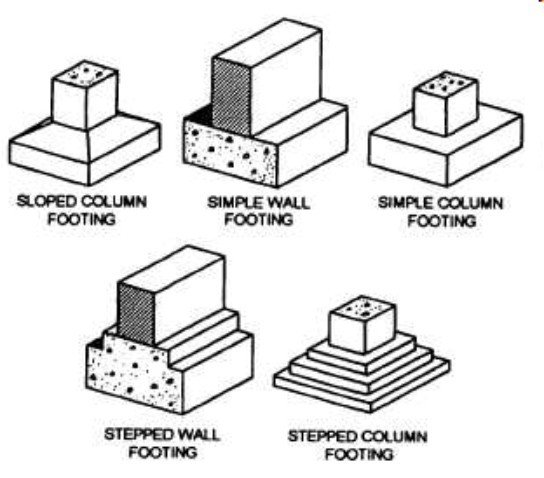 SLOPED COLUMN
FOOTING
SIMPLE WALL
FOOTING
SIMPLE COLUMN
FOOTING
STEPPED WALL
FOOTING
STEPPED COLUMN
FOOTING